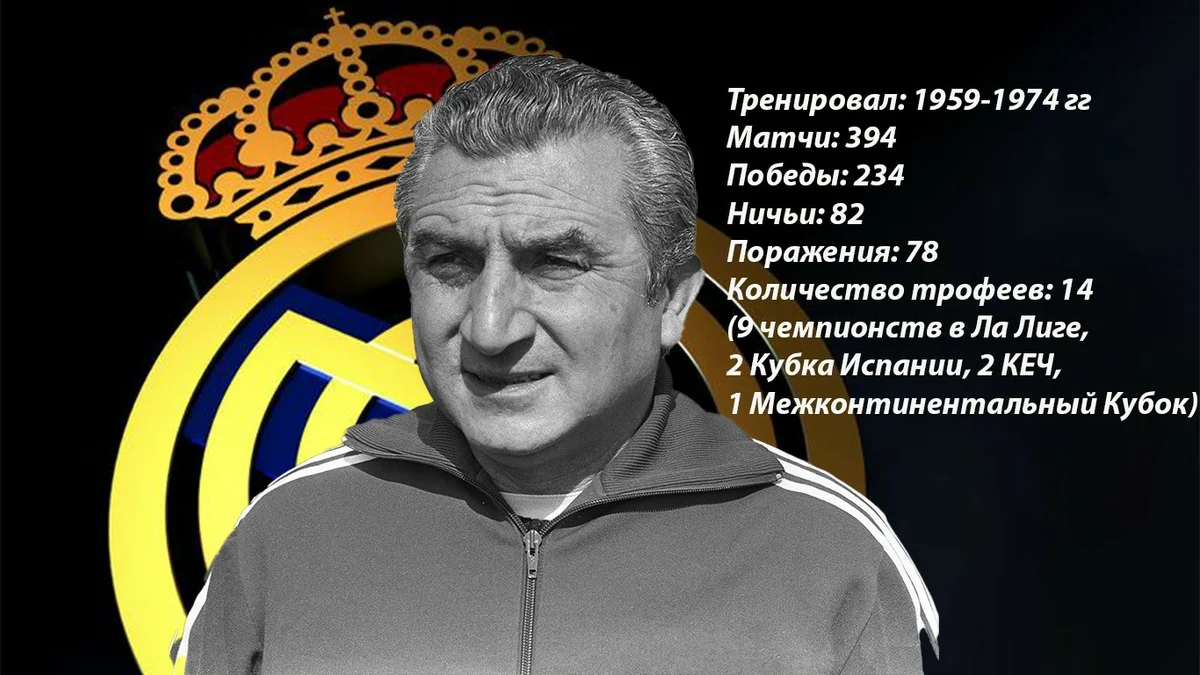 Тренировал: 1959-1974 гг
Матчи: 394
Победы: 234
Ничьи: 82
Поражения: 78
Количество трофеев: 14
(9 чемпионств в Ла Лиге,
2 Кубка Испании, 2 КЕЧ,
1 Межконтинентальный Кубок)